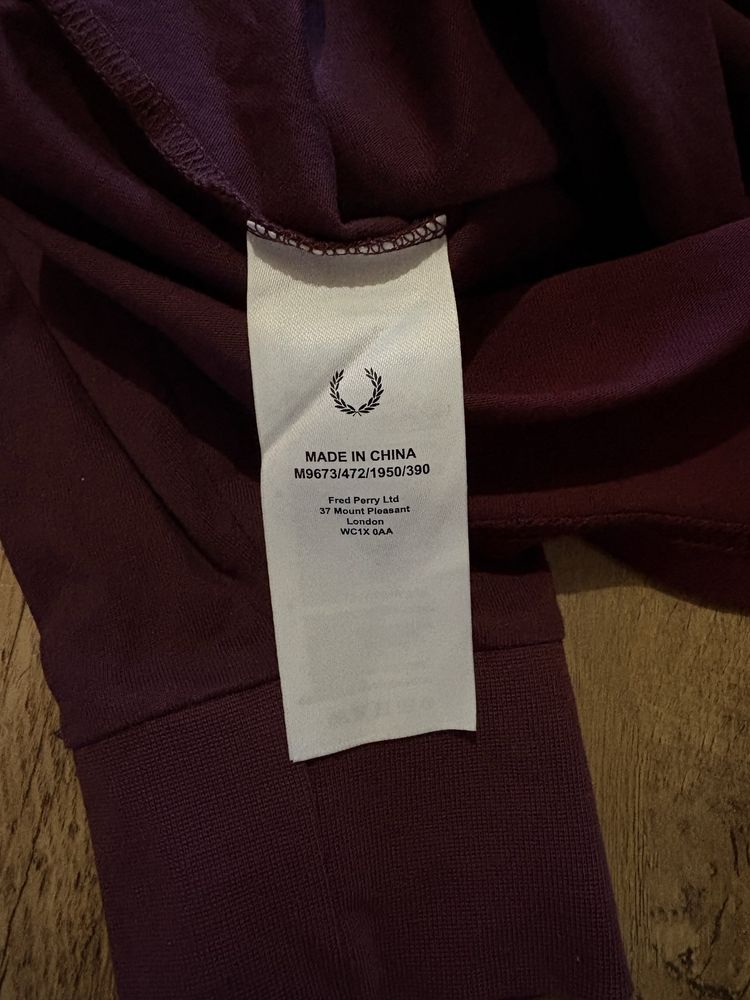 MADE IN CHINA
M9673/472/1950/390
Fred Perry Ltd
37 Mount Pleasant
London
WC1X 0AA